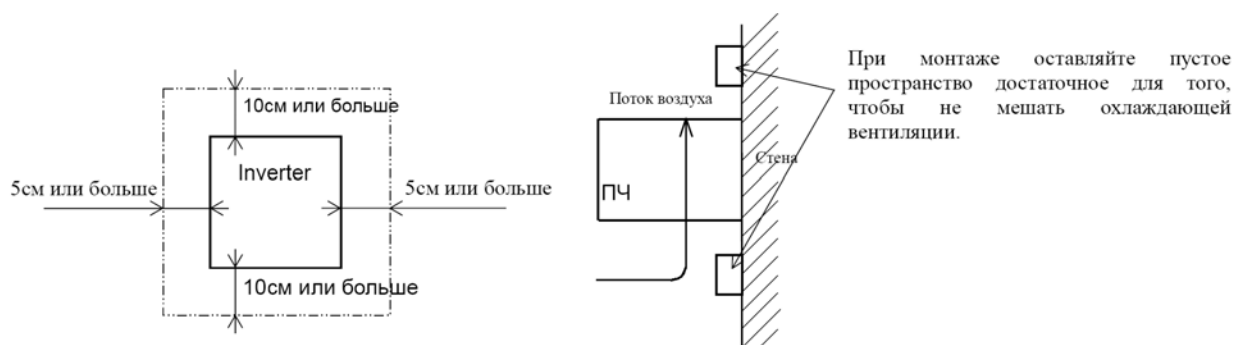 10см или больше
Inverter
5см или больше
5см или больше
10см или больше
Поток воздуха
Стена
ПЧ
При монтаже оставляйте пустое
пространство достаточное для того,
чтобы не мешать охлаждающей
вентиляции.